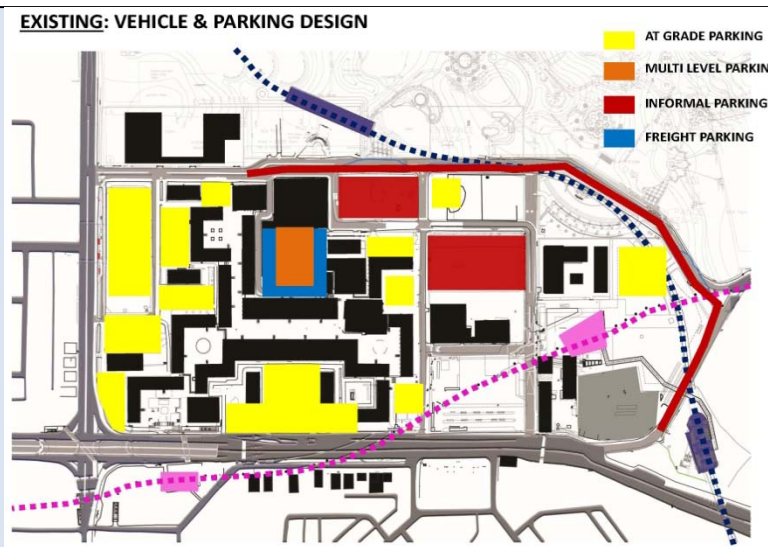 EXISTING: VEHICLE & PARKING DESIGN
AT GRADE PARKING
MULTI LEVEL PARKIN
INFORMAL PARKING
FREIGHT PARKING